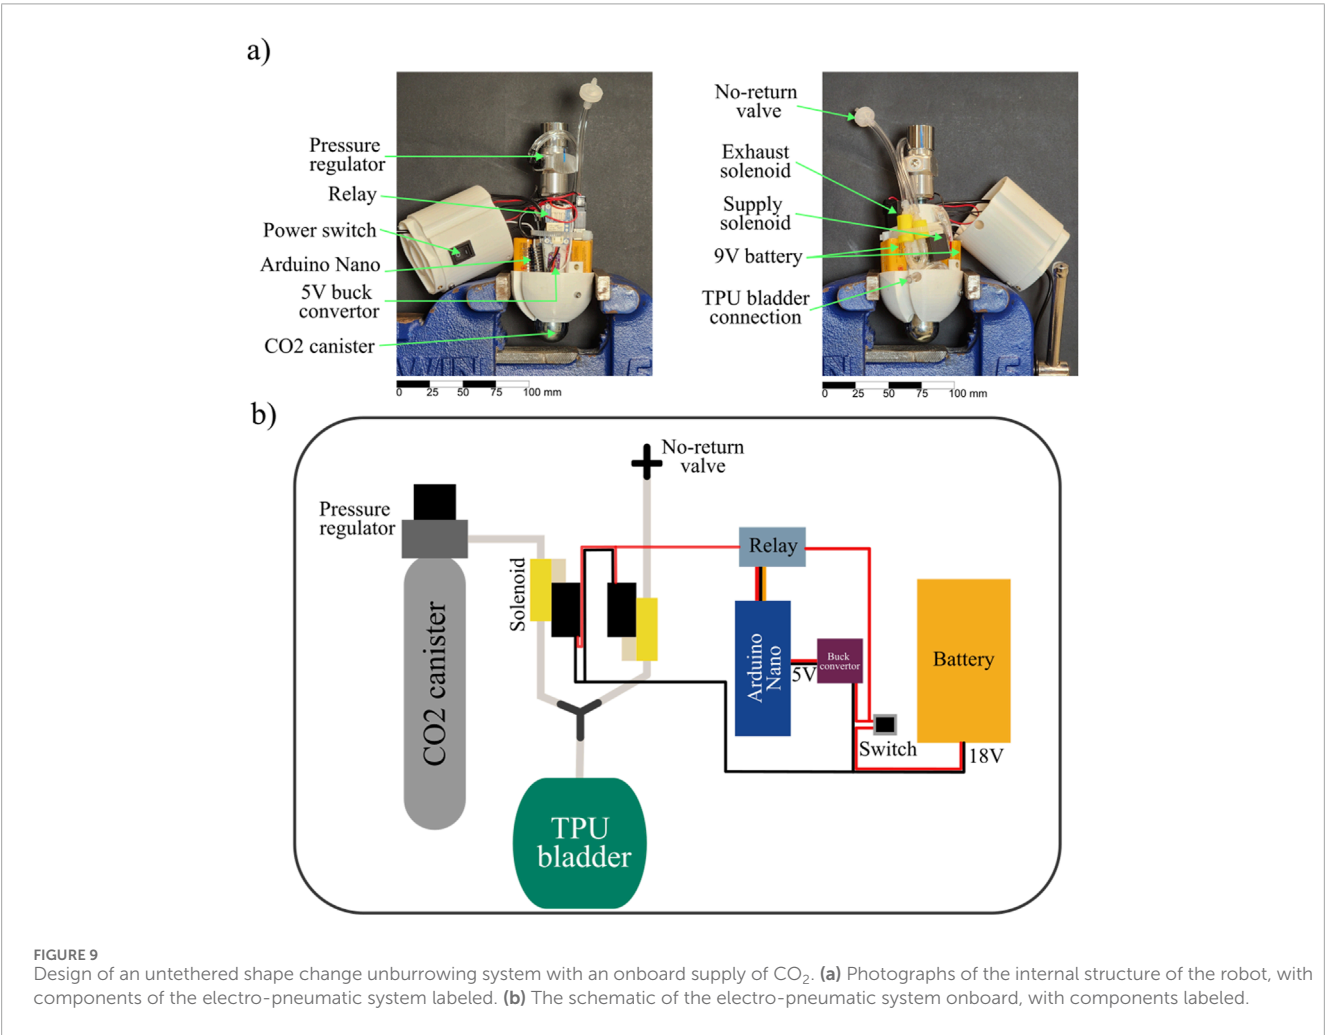 a)
Pressure
regulator
Relay
Power switch
Arduino Nano
5V buck
convertor
CO2 canister
0 25 50 75 100 mm
No-return
valve
Exhaust
solenoid
Supply
solenoid
9V battery
TPU bladder
connection
0 25 50 75 100 mm
b)
No-return
valve
Pressure
regulator
Solenoid
CO2 canister
Relay
Arduino
Nano
5V
Buck
convertor
Battery
Switch
18V
TPU
bladder
FIGURE 9
Design of an untethered shape change unburrowing system with an onboard supply of CO₂. (a) Photographs of the internal structure of the robot, with
components of the electro-pneumatic system labeled. (b) The schematic of the electro-pneumatic system onboard, with components labeled.